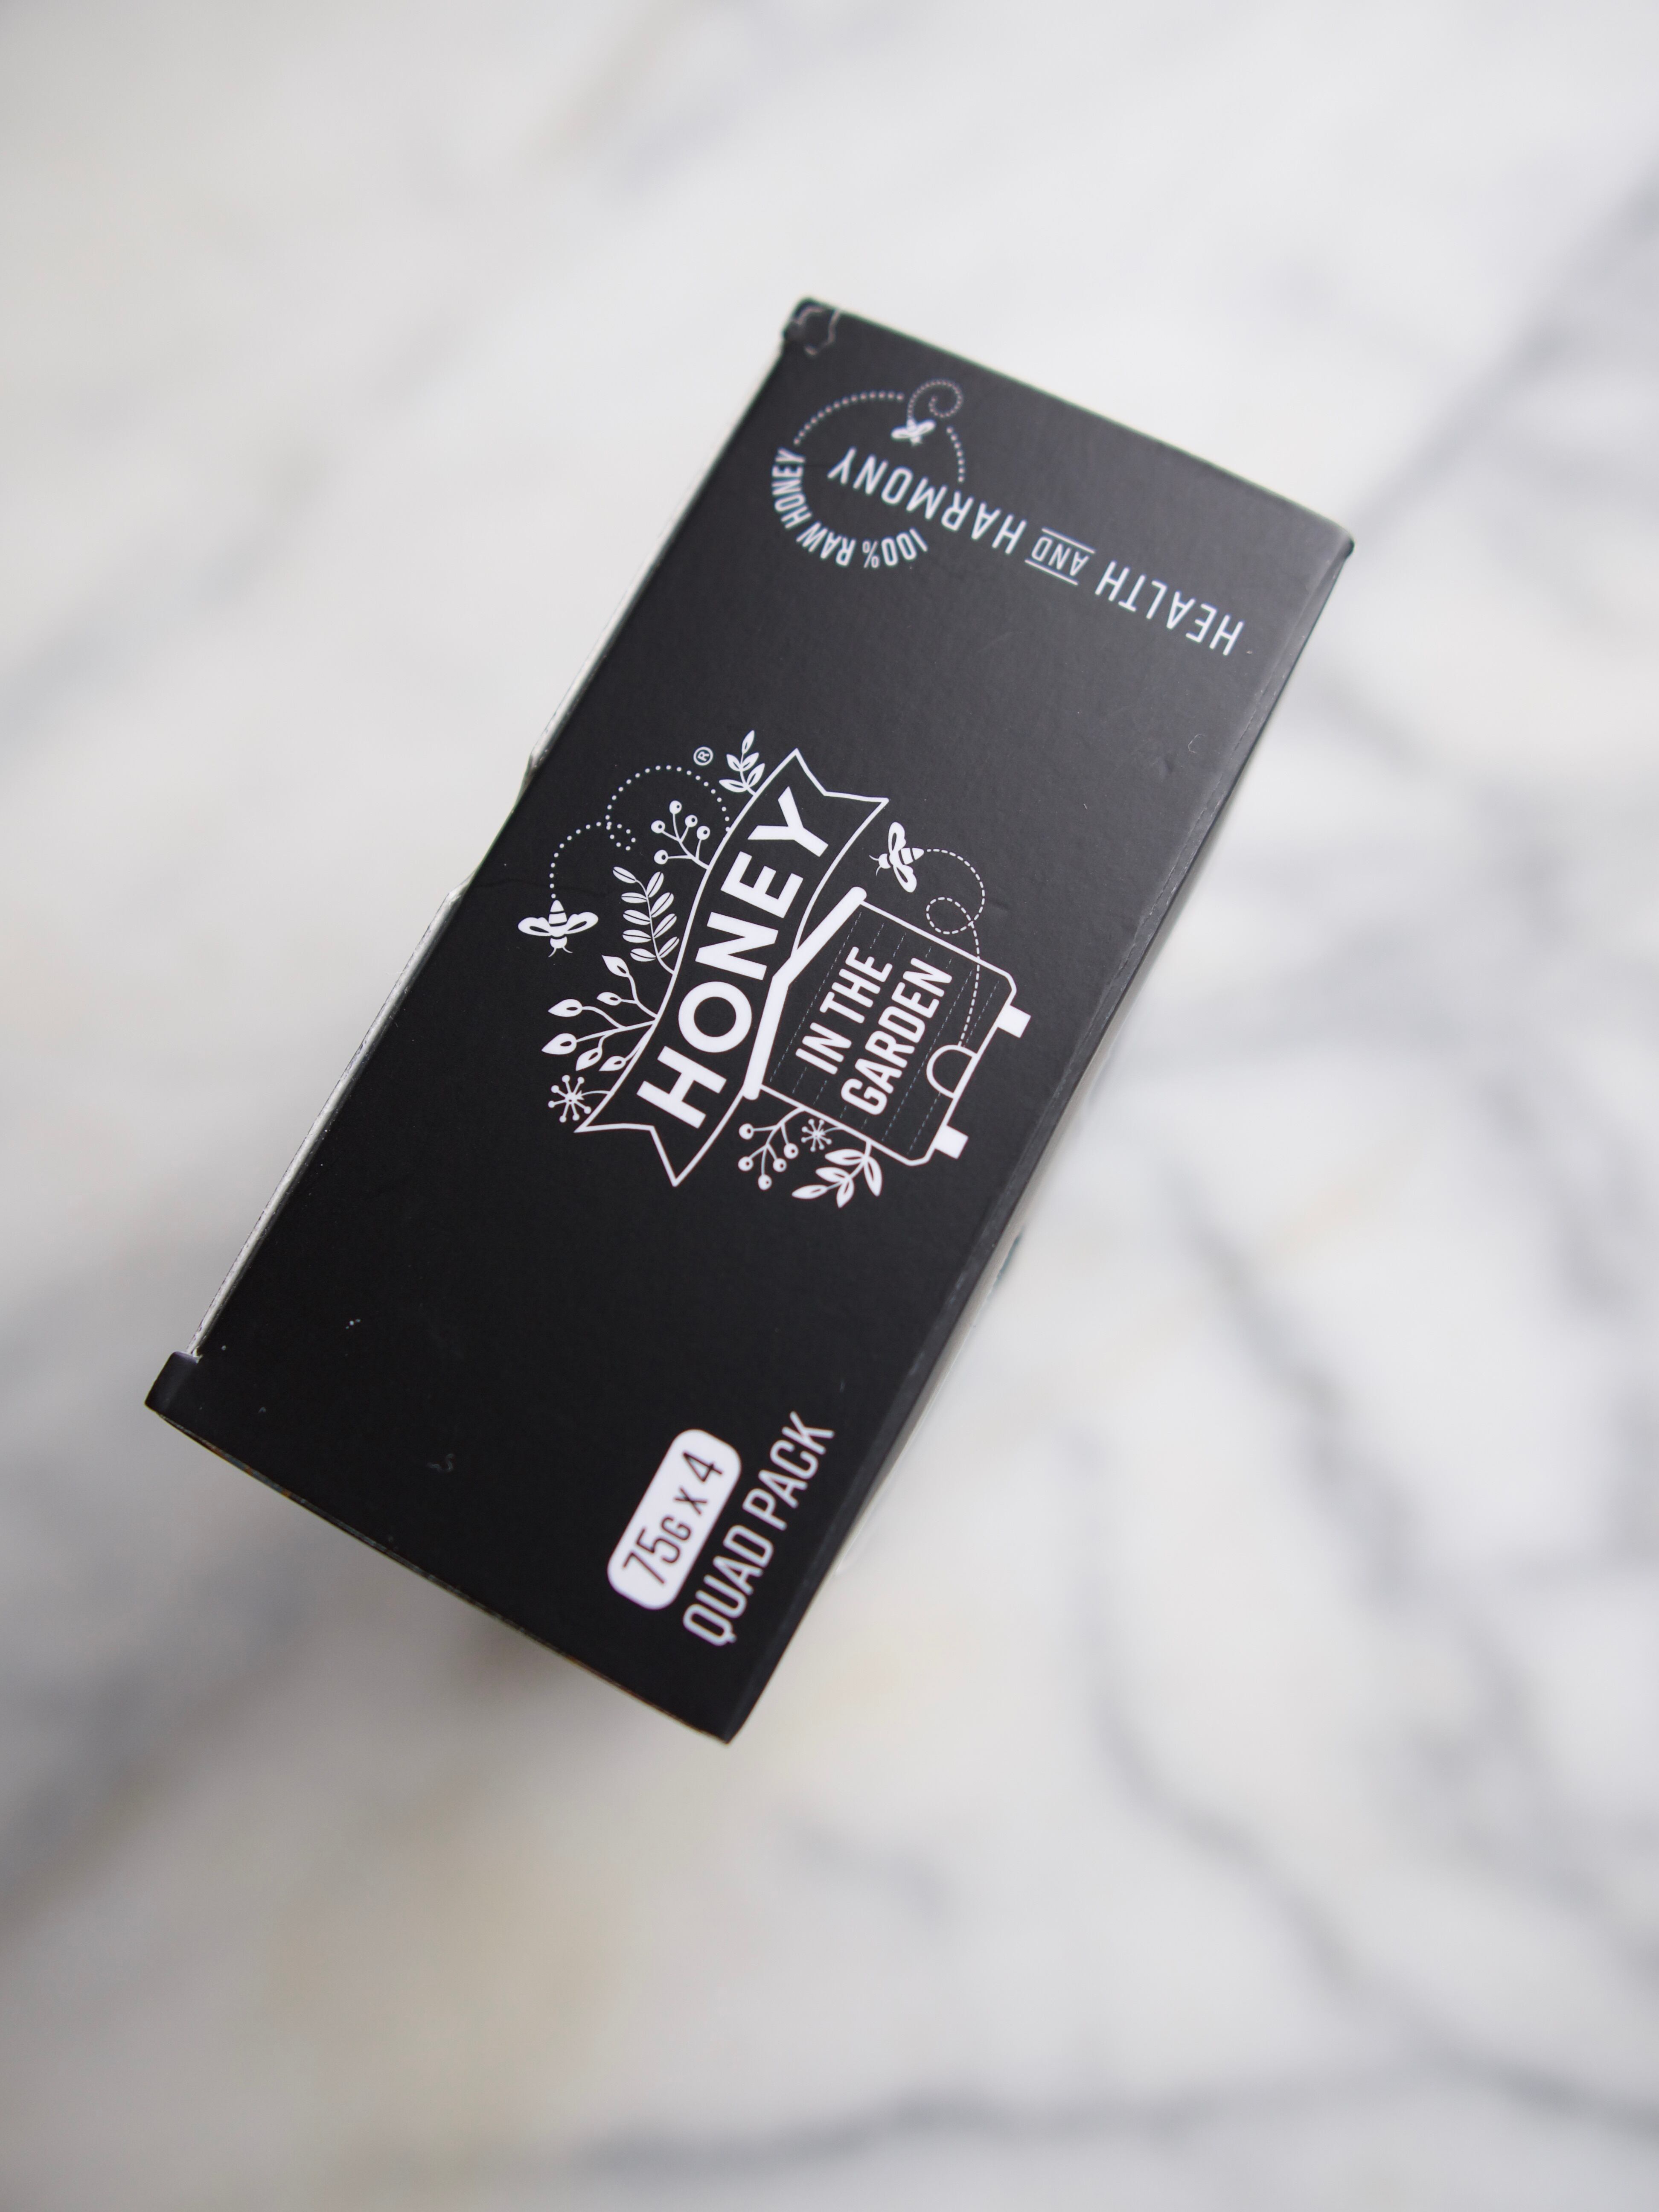 HEALTH AND HARMONY
100% RAW HONEY
HONEY
®
IN THE
GARDEN
75G X 4
QUAD PACK